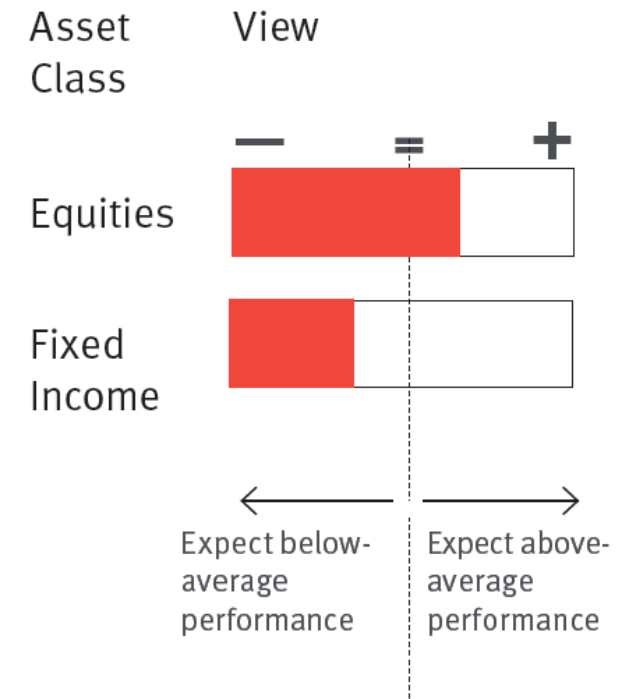 Asset View
Class
— = +
Equities
Fixed
Income
Expect below-
average
performance
Expect above-
average
performance